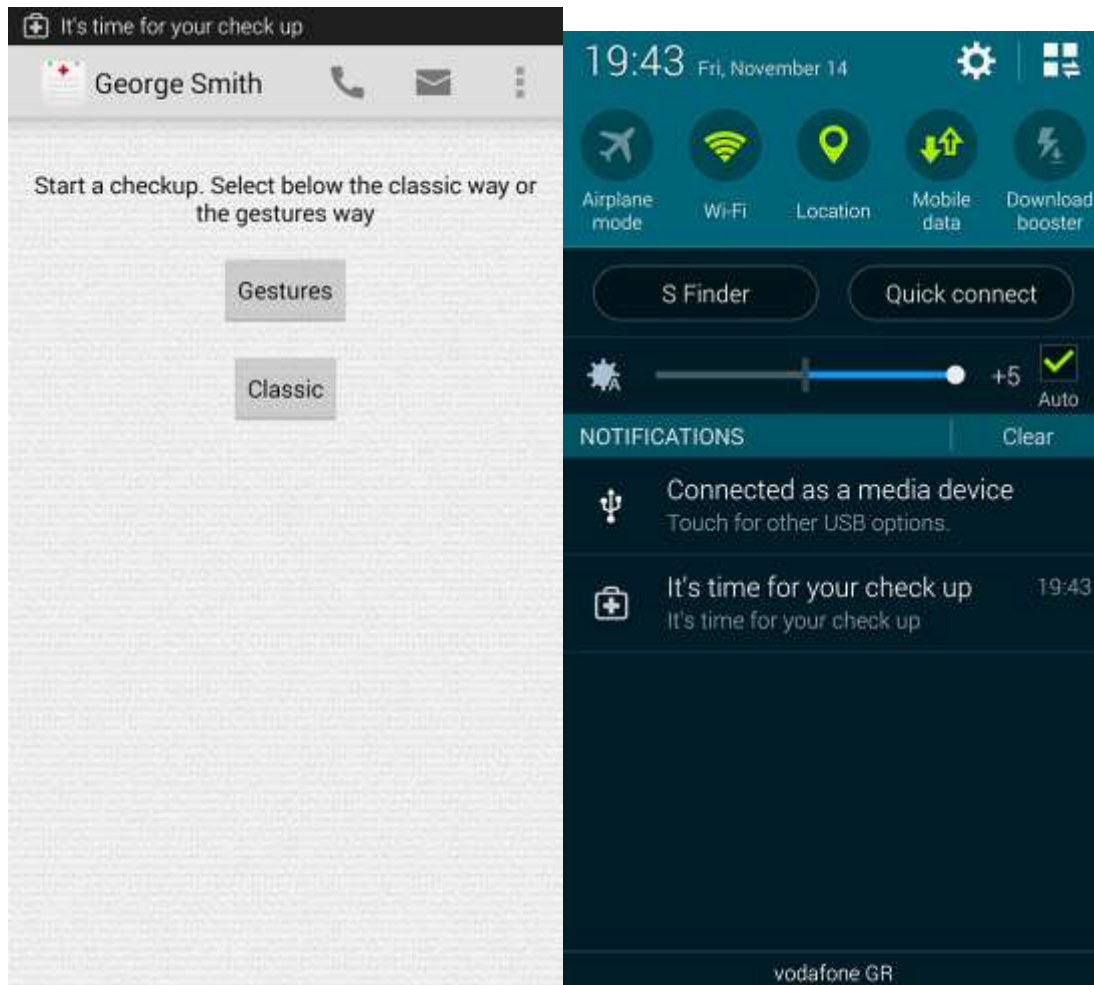 It's time for your check up
George Smith
Start a checkup. Select below the classic way or
the gestures way
Gestures
Classic
19:43 Fri, November 14
Airplane
mode
Wi-Fi
Location
Mobile
data
Download
booster
S Finder
Quick connect
A
+5
Auto
NOTIFICATIONS
Clear
Connected as a media device
Touch for other USB options.
It's time for your check up 19:43
It's time for your check up
vodafone GR